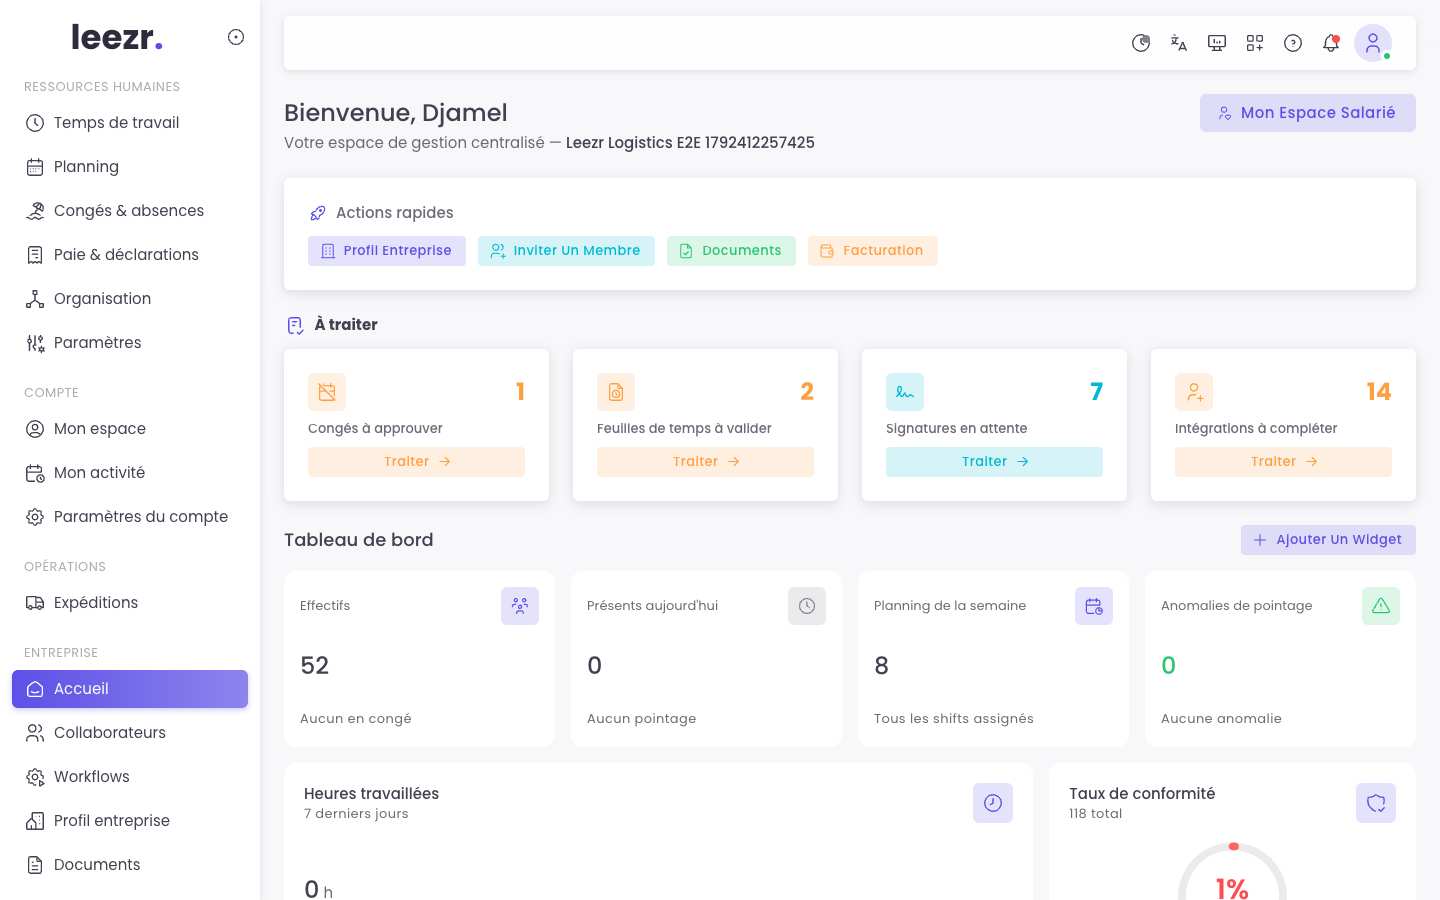 leezr.
RESSOURCES HUMAINES
Temps de travail
Planning
Congés & absences
Paie & déclarations
Organisation
Paramètres
COMPTE
Mon espace
Mon activité
Paramètres du compte
OPÉRATIONS
Expéditions
ENTREPRISE
Accueil
Collaborateurs
Workflows
Profil entreprise
Documents
Bienvenue, Djamel
Votre espace de gestion centralisé — Leezr Logistics E2E 1792412257425
Mon Espace Salarié
Actions rapides
Profil Entreprise
Inviter Un Membre
Documents
Facturation
À traiter
1
Congés à approuver
Traiter
2
Feuilles de temps à valider
Traiter
7
Signatures en attente
Traiter
14
Intégrations à compléter
Traiter
Tableau de bord
Ajouter Un Widget
Effectifs
52
Aucun en congé
Présents aujourd'hui
0
Aucun pointage
Planning de la semaine
8
Tous les shifts assignés
Anomalies de pointage
0
Aucune anomalie
Heures travaillées
7 derniers jours
0 h
Taux de conformité
118 total
1%